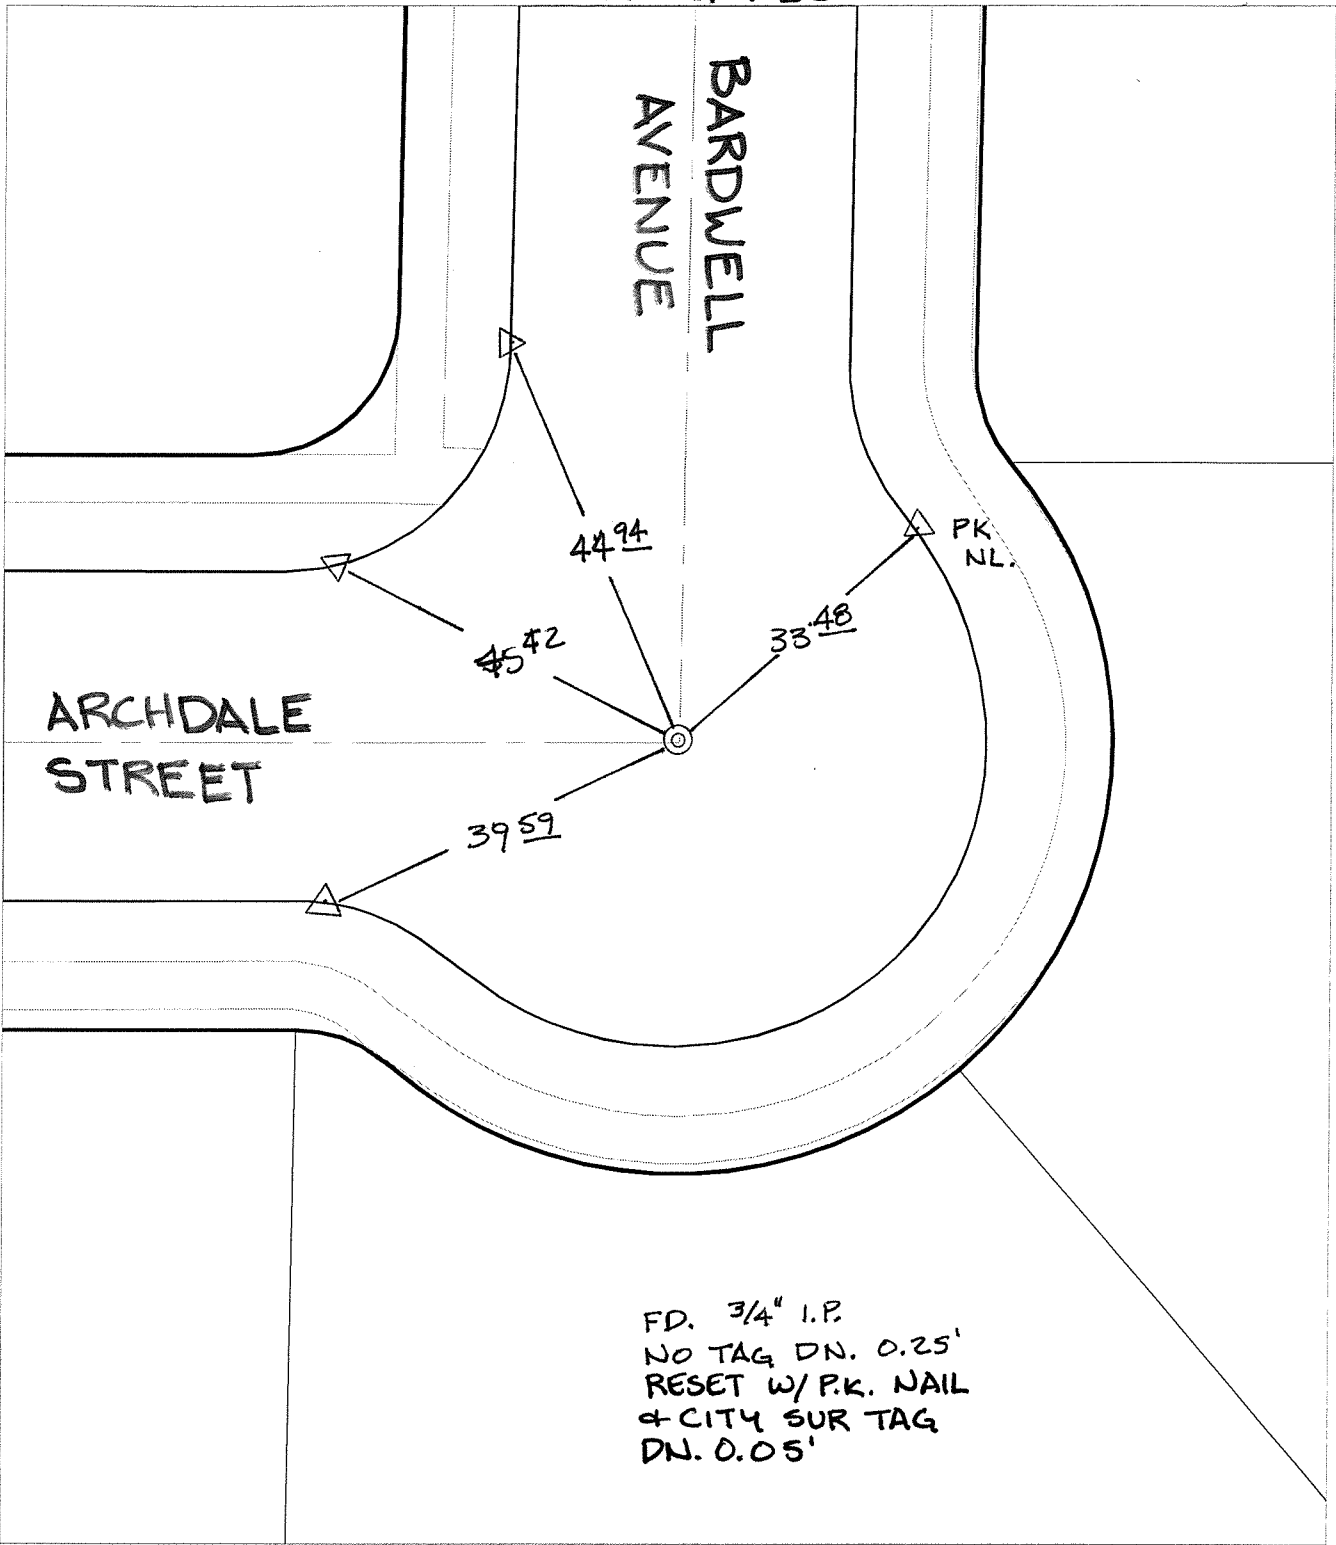 BARDWELL
AVENUE
44 94
PK
NL.
33.48
45 42
ARCHDALE
STREET
39 59
FD. 3/4" I.P.
NO TAG DN. 0.25'
RESET W/ P.K. NAIL
& CITY SUR TAG
DN. 0.05'